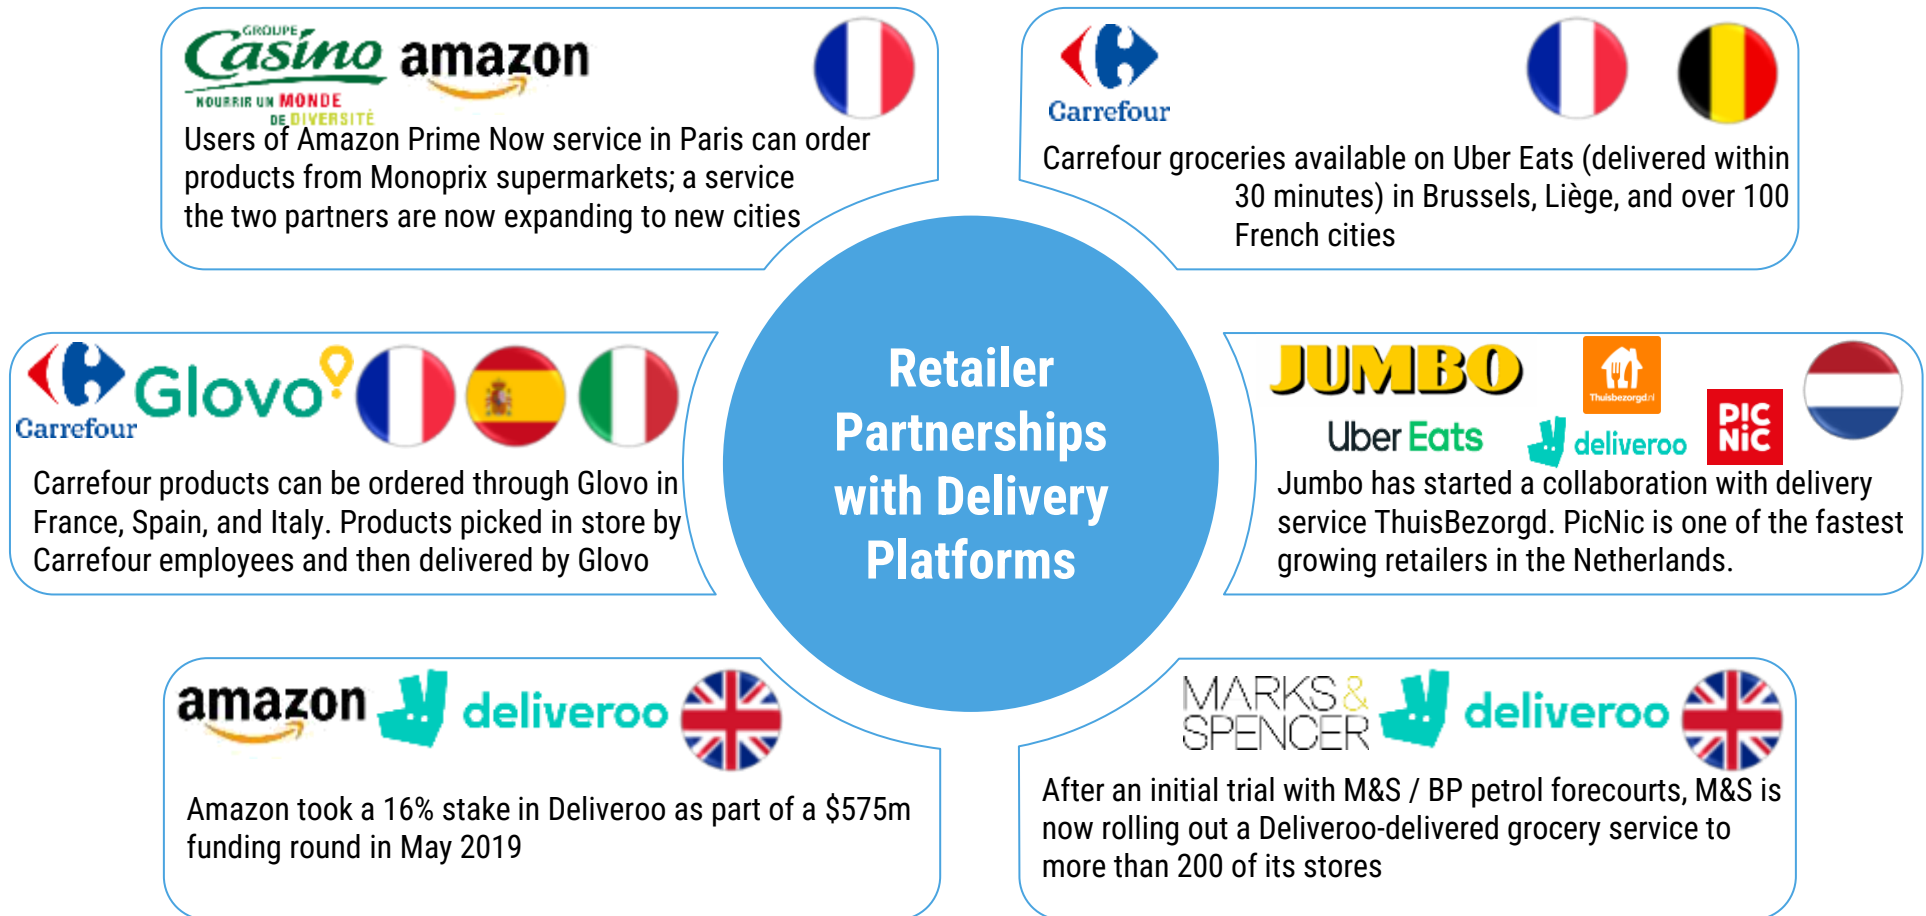 GROUPE
Casino
NOURRIR UN MONDE
DE DIVERSITÉ
amazon
Users of Amazon Prime Now service in Paris can order
products from Monoprix supermarkets; a service
the two partners are now expanding to new cities
Carrefour
Carrefour groceries available on Uber Eats (delivered within
30 minutes) in Brussels, Liège, and over 100
French cities
Carrefour
Glovo
Carrefour products can be ordered through Glovo in
France, Spain, and Italy. Products picked in store by
Carrefour employees and then delivered by Glovo
Retailer
Partnerships
with Delivery
Platforms
JUMBO
Thuisbezorgd.nl
Uber Eats
deliveroo
PIC
NiC
Jumbo has started a collaboration with delivery
service ThuisBezorgd. PicNic is one of the fastest
growing retailers in the Netherlands.
amazon
deliveroo
Amazon took a 16% stake in Deliveroo as part of a $575m
funding round in May 2019
MARKS&
SPENCER
deliveroo
After an initial trial with M&S / BP petrol forecourts, M&S is
now rolling out a Deliveroo-delivered grocery service to
more than 200 of its stores